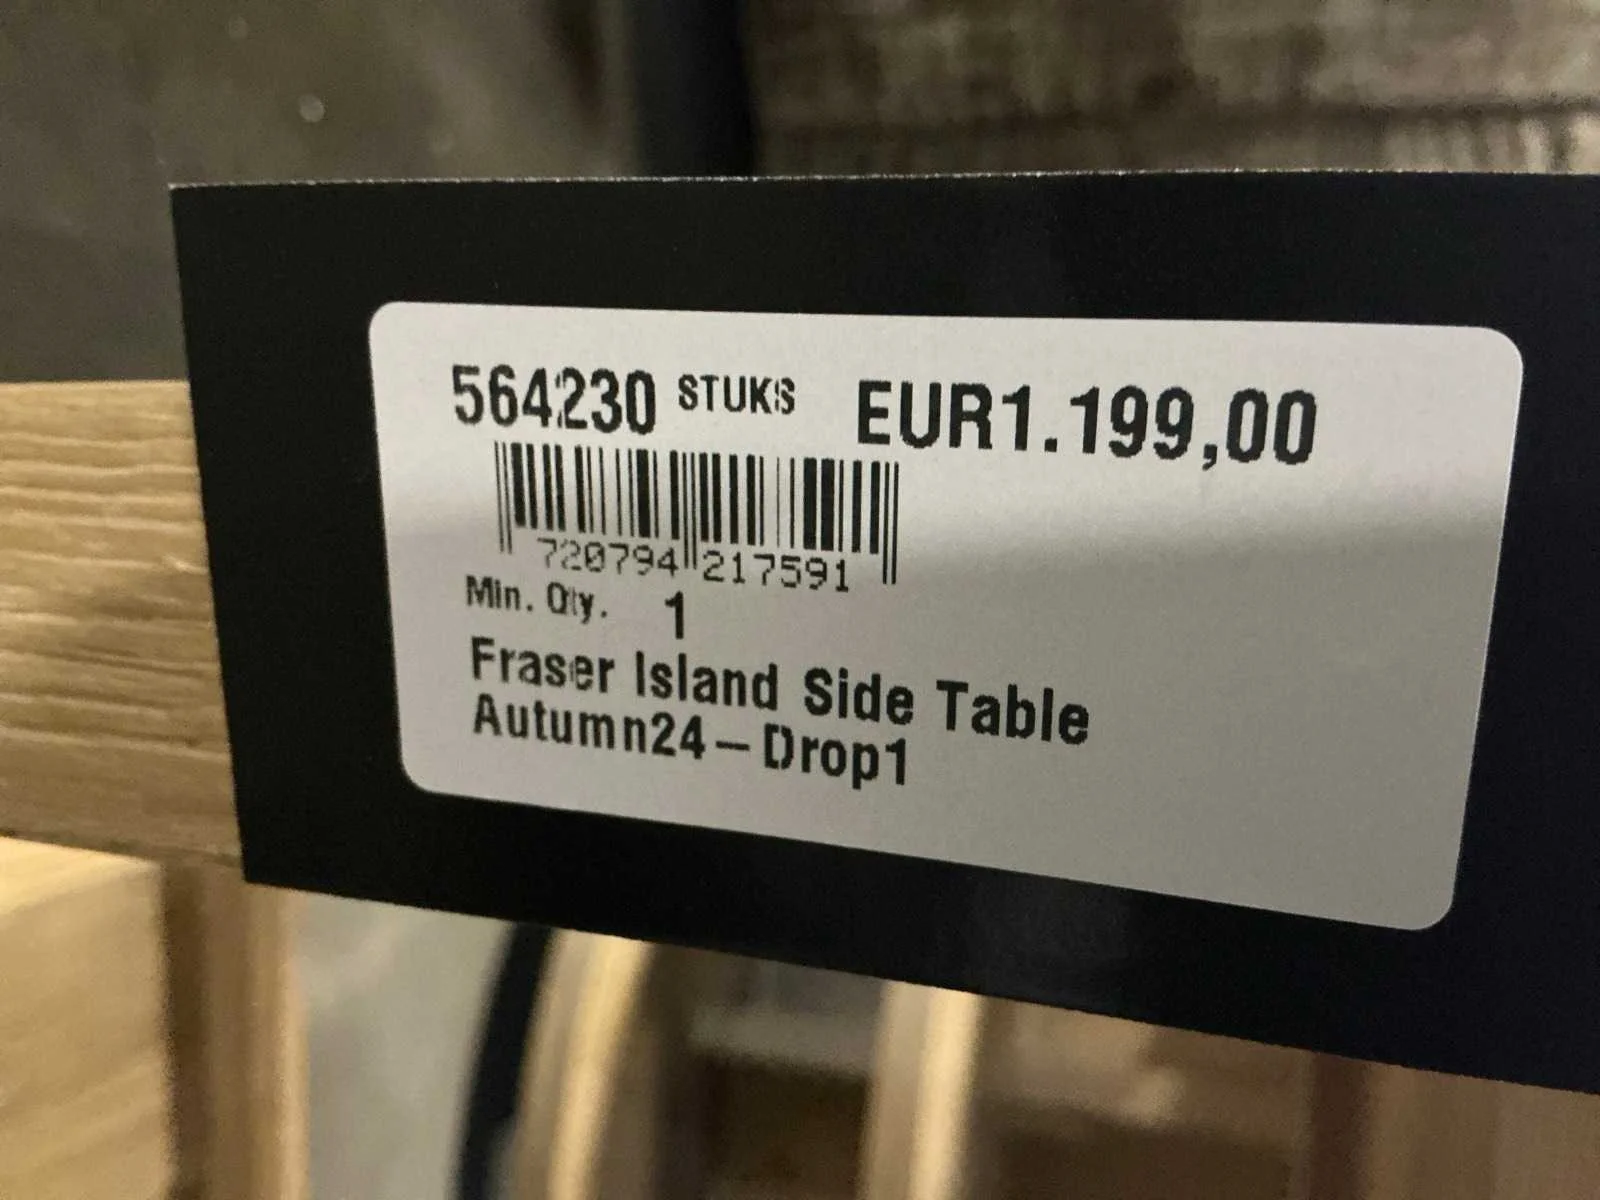 564230 STUKS EUR1.199,00
720794 217591
Min. Qty. 1
Fraser Island Side Table
Autumn24-Drop1